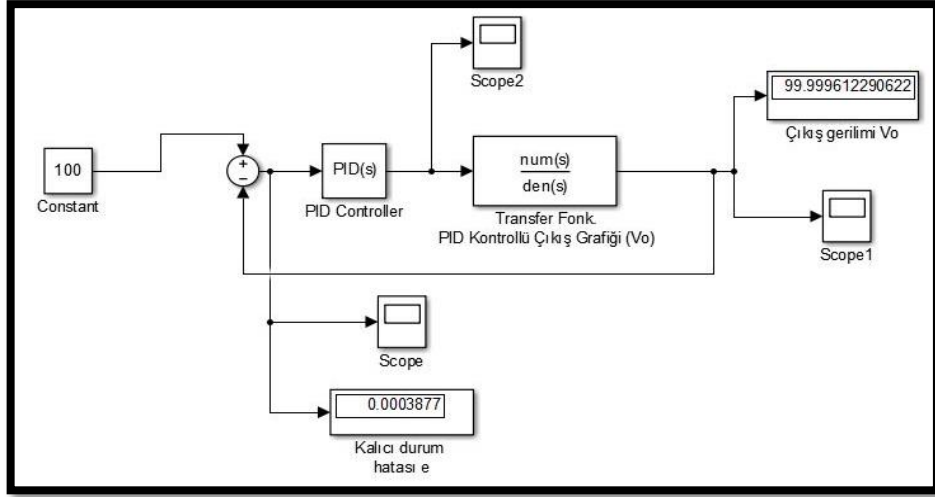 Scope2
99.999612290622
Çıkış gerilimi Vo
100
Constant
+
−
PID(s)
PID Controller
num(s)
den(s)
Transfer Fonk.
PID Kontrollü Çıkış Grafiği (Vo)
Scope1
Scope
0.0003877
Kalıcı durum
hatası e